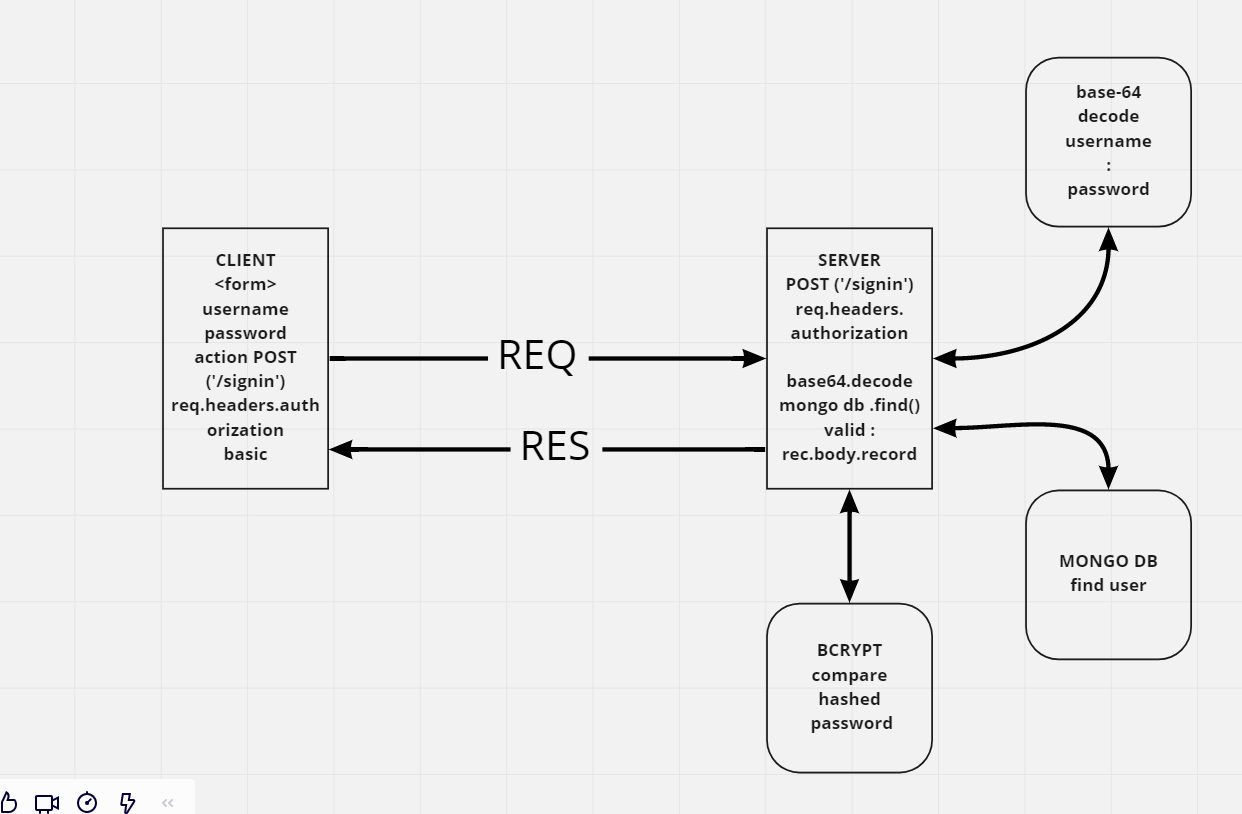 base-64
decode
username
:
password
CLIENT
<form>
username
password
action POST
('/signin')
req.headers.auth
orization
basic
REQ
RES
SERVER
POST ('/signin')
req.headers.
authorization
base64.decode
mongo db .find()
valid :
rec.body.record
MONGO DB
find user
BCRYPT
compare
hashed
password